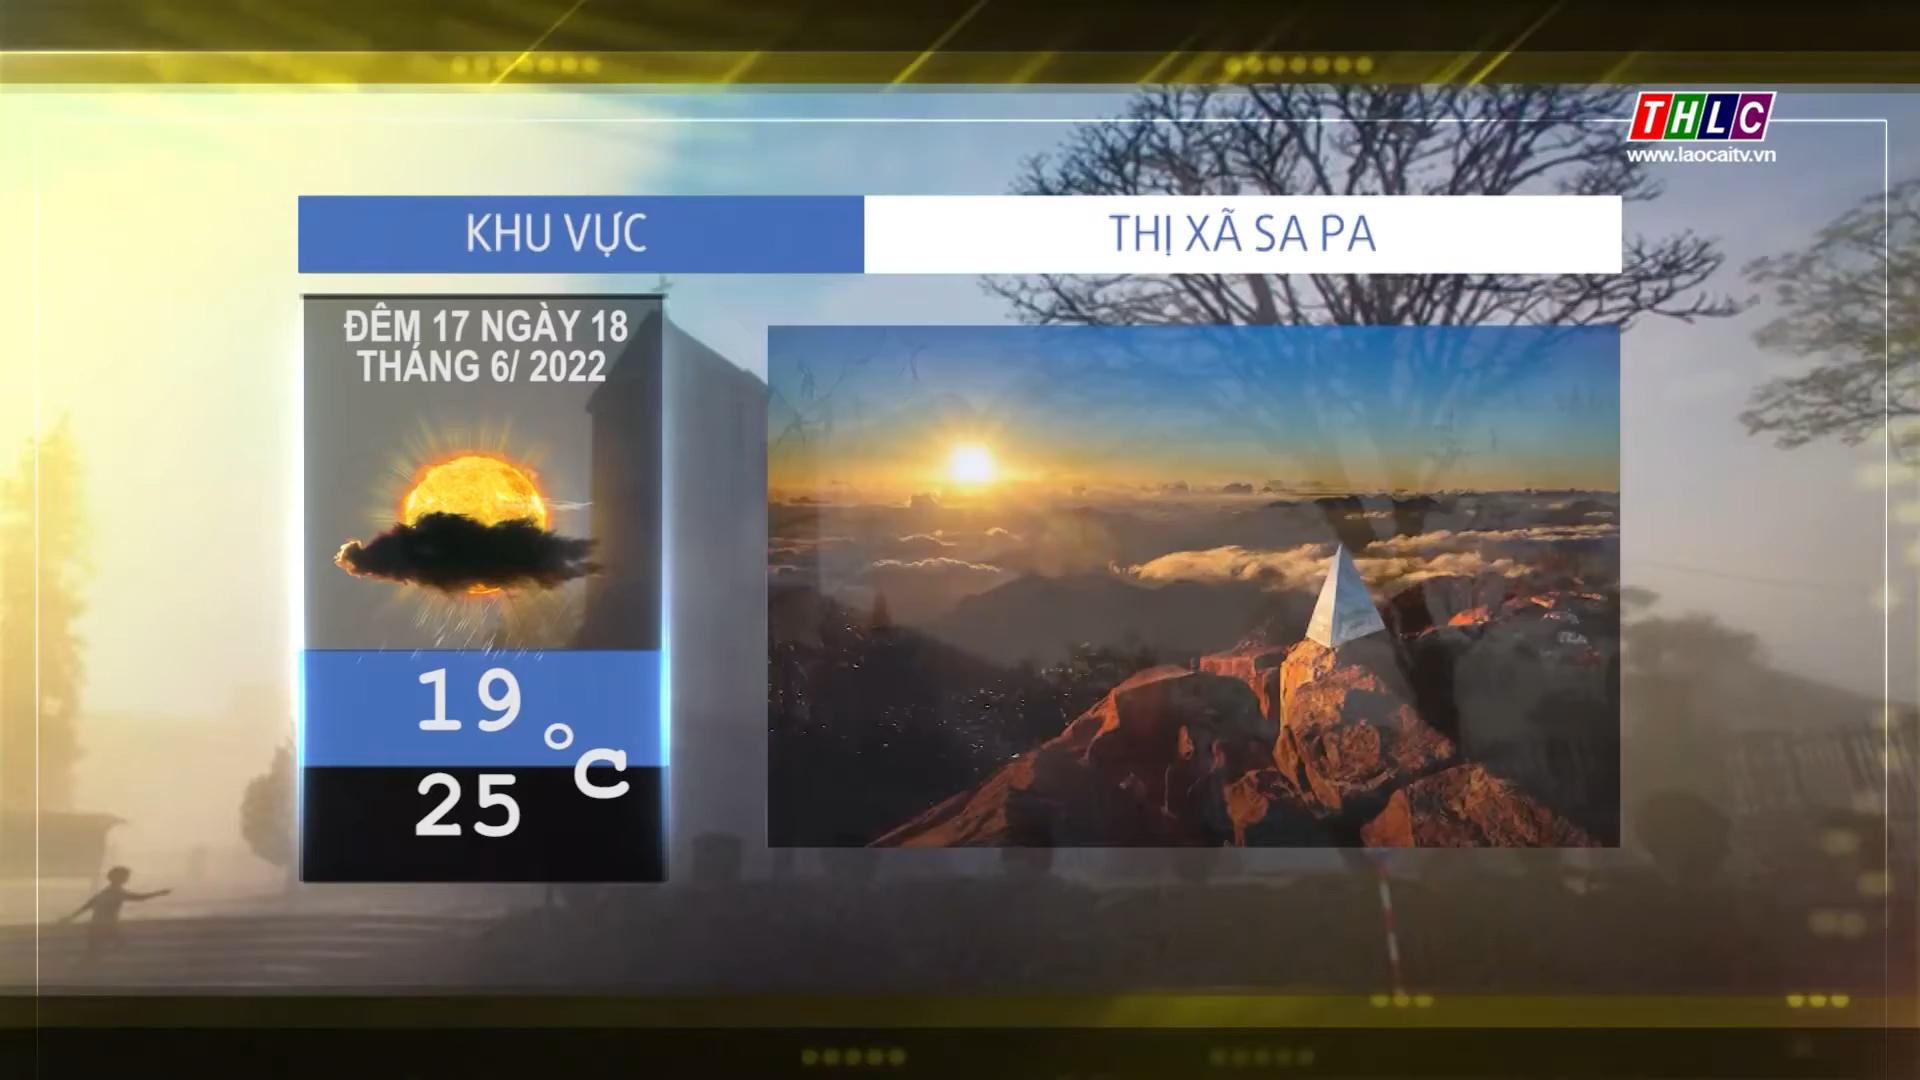 THLC
www.laocaitv.vn
KHU VỰC
THỊ XÃ SA PA
ĐÊM 17 NGÀY 18
THÁNG 6/ 2022
19
°C
25